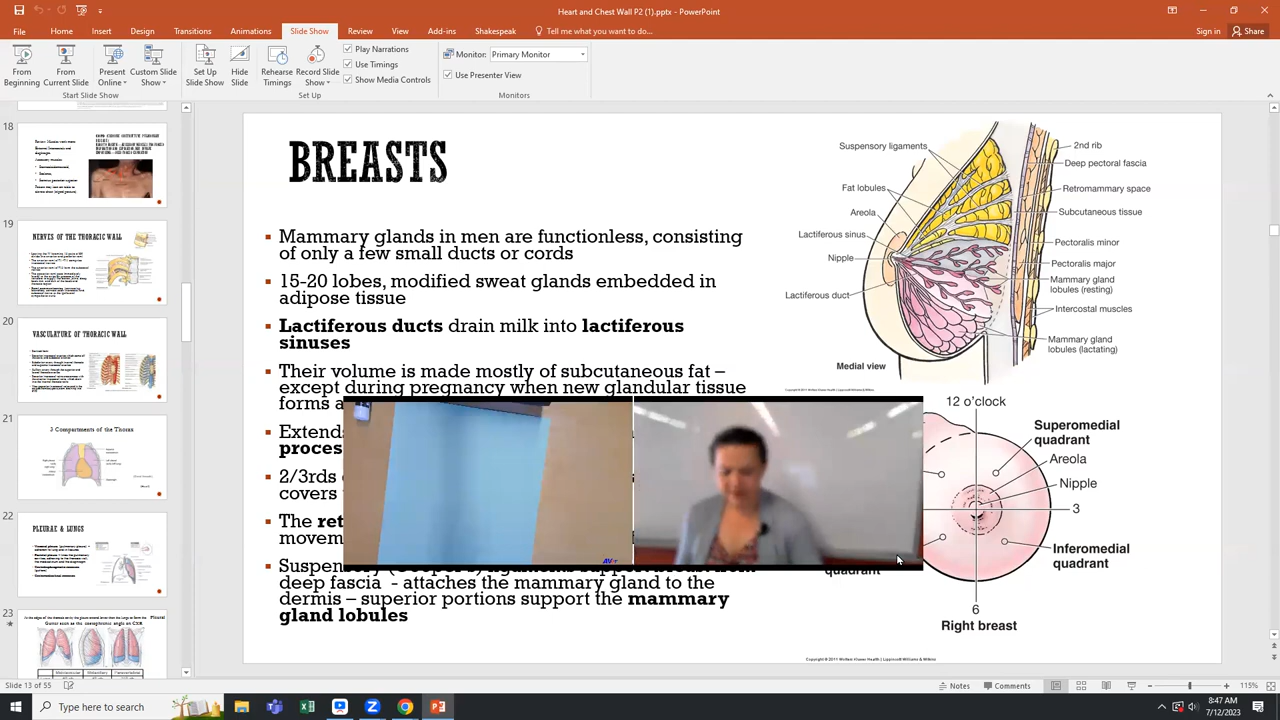 Heart and Chest Wall P2 (1).pptx - PowerPoint
Sign in
Share
File
Home
Insert
Design
Transitions
Animations
Slide Show
Review
View
Add-ins
Shakespeak
Tell me what you want to do...
From Beginning
From Current Slide
Present Online
Custom Slide Show
Set Up Slide Show
Hide Slide
Rehearse Timings
Record Slide Show
Play Narrations
Use Timings
Show Media Controls
Monitor: Primary Monitor
Use Presenter View
Start Slide Show
Set Up
Monitors
18
19
NERVES OF THE THORACIC WALL
20
VASCULATURE OF THORACIC WALL
21
3 Compartments of the Thorax
22
PLEURAE & LUNGS
23
BREASTS
Mammary glands in men are functionless, consisting
of only a few small ducts or cords
15-20 lobes, modified sweat glands embedded in
adipose tissue
Lactiferous ducts drain milk into lactiferous
sinuses
Their volume is made mostly of subcutaneous fat –
except during pregnancy when new glandular tissue
forms a
Extends
proces
2/3rds
covers
The ret
movem
Suspens
deep fascia - attaches the mammary gland to the
dermis – superior portions support the mammary
gland lobules
Suspensory ligaments
Fat lobules
Areola
Lactiferous sinus
Nipple
Lactiferous duct
Medial view
2nd rib
Deep pectoral fascia
Retromammary space
Subcutaneous tissue
Pectoralis minor
Pectoralis major
Mammary gland
lobules (resting)
Intercostal muscles
Mammary gland
lobules (lactating)
12 o'clock
Superomedial
quadrant
Areola
Nipple
3
Inferomedial
quadrant
quadrant
6
Right breast
Copyright © 2011 Wolters Kluwer Health | Lippincott Williams & Wilkins
Slide 13 of 55
Notes
Comments
115%
Type here to search
8:47 AM
7/12/2023